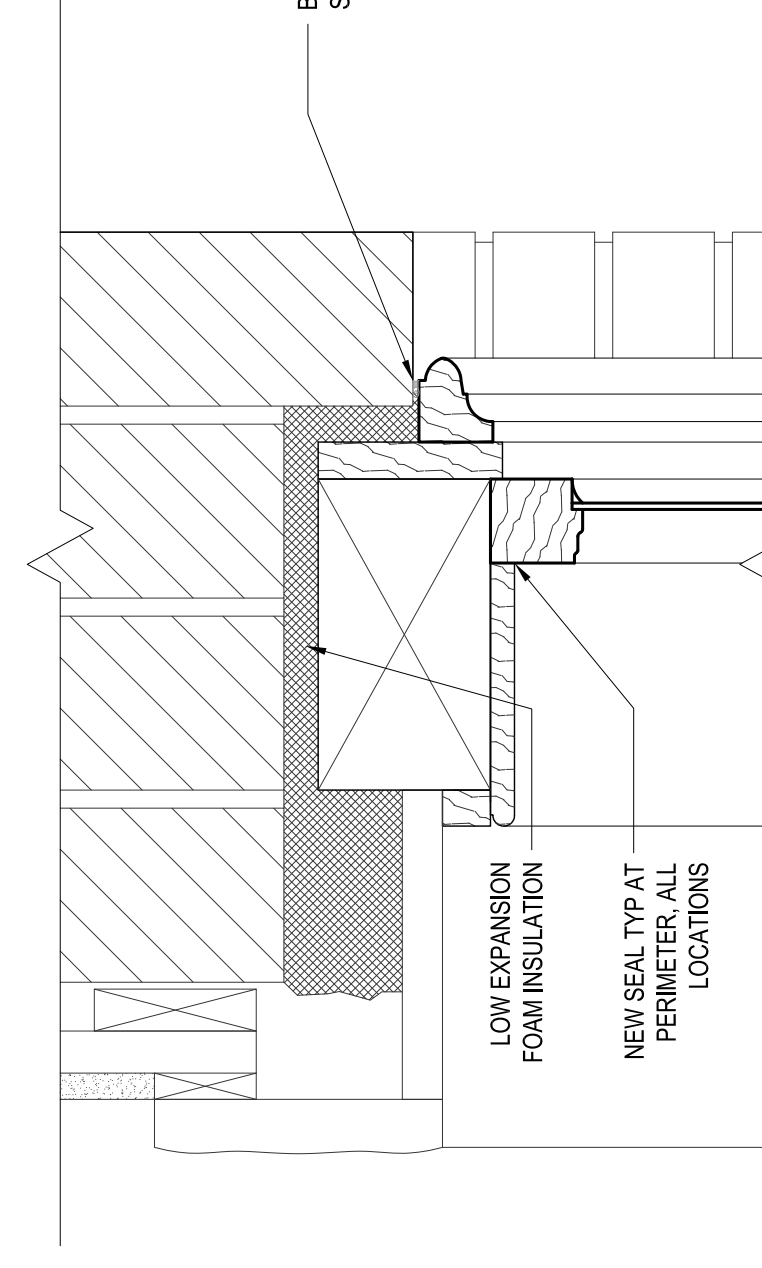 LOW EXPANSION
FOAM INSULATION
NEW SEAL TYP AT
PERIMETER, ALL
LOCATIONS